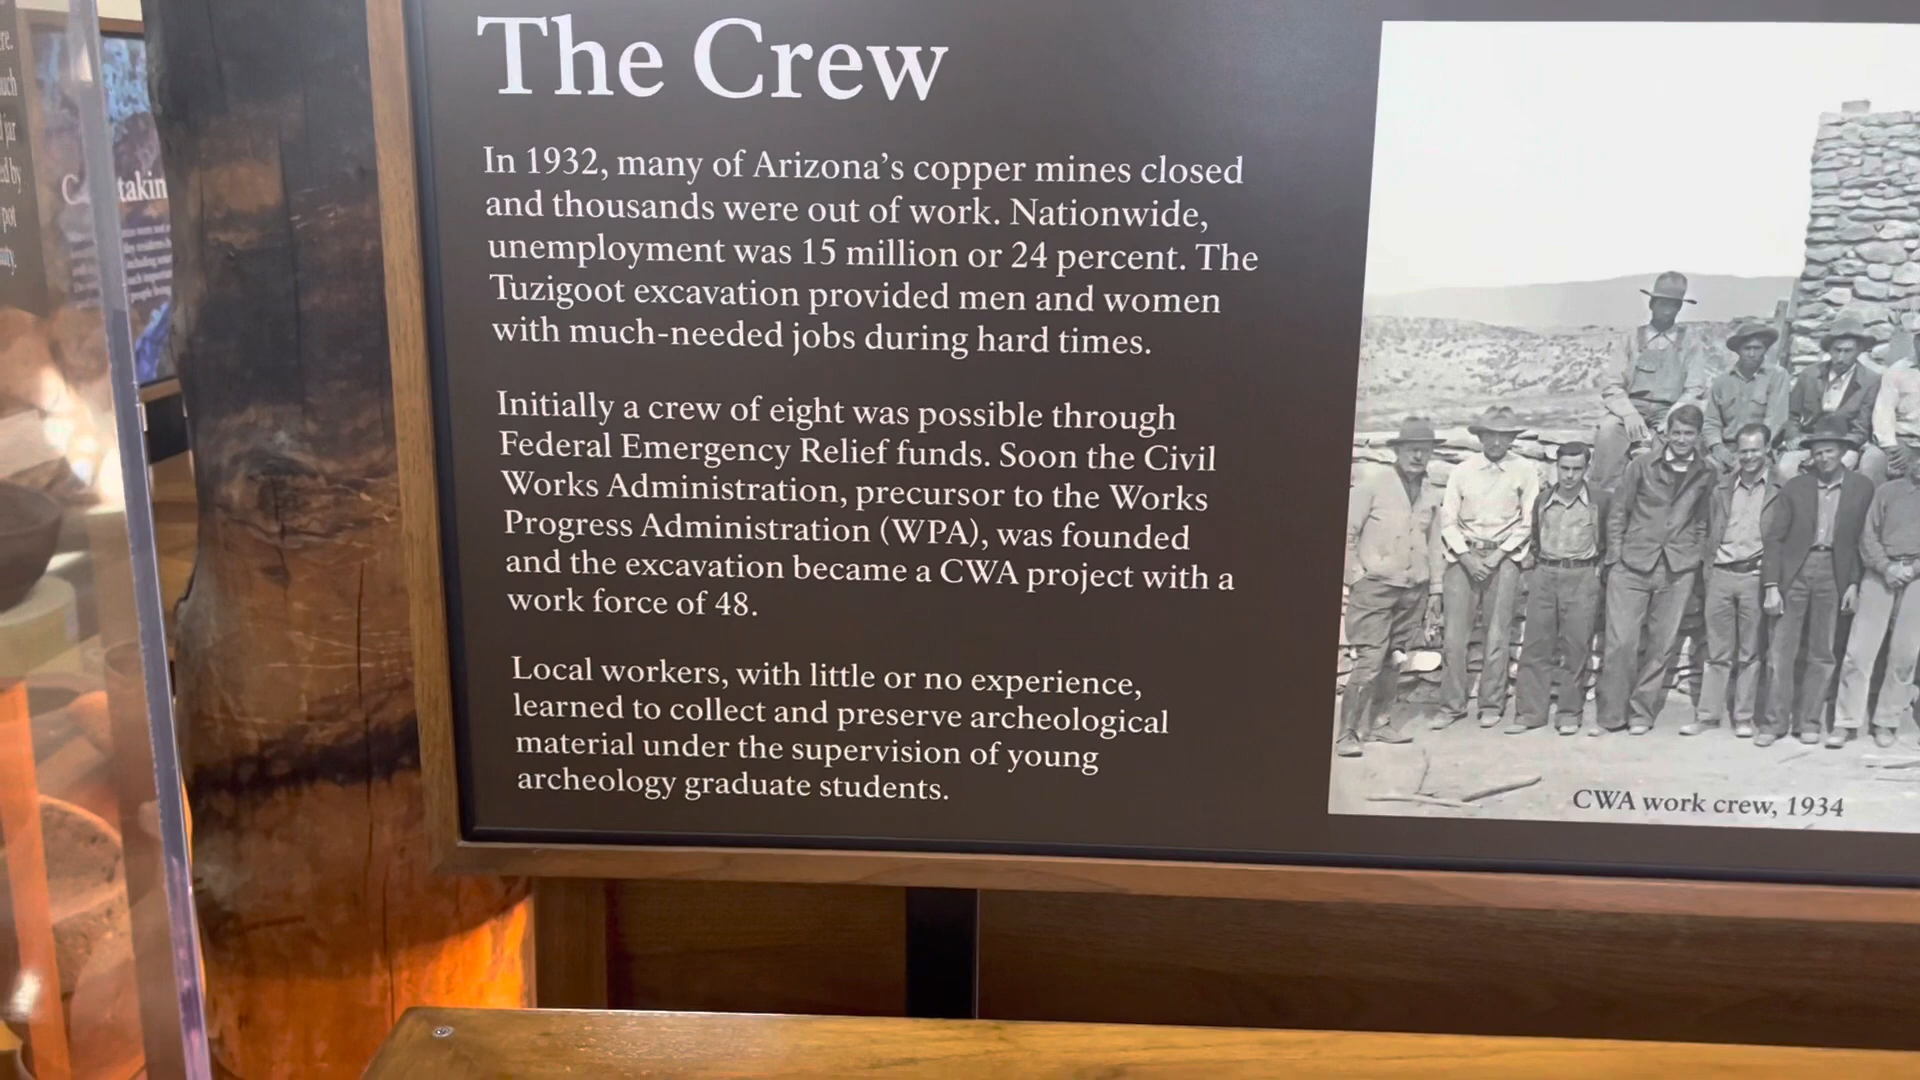 The Crew
In 1932, many of Arizona's copper mines closed
and thousands were out of work. Nationwide,
unemployment was 15 million or 24 percent. The
Tuzigoot excavation provided men and women
with much-needed jobs during hard times.
Initially a crew of eight was possible through
Federal Emergency Relief funds. Soon the Civil
Works Administration, precursor to the Works
Progress Administration (WPA), was founded
and the excavation became a CWA project with a
work force of 48.
Local workers, with little or no experience,
learned to collect and preserve archeological
material under the supervision of young
archeology graduate students.
CWA work crew, 1934
jar
pot